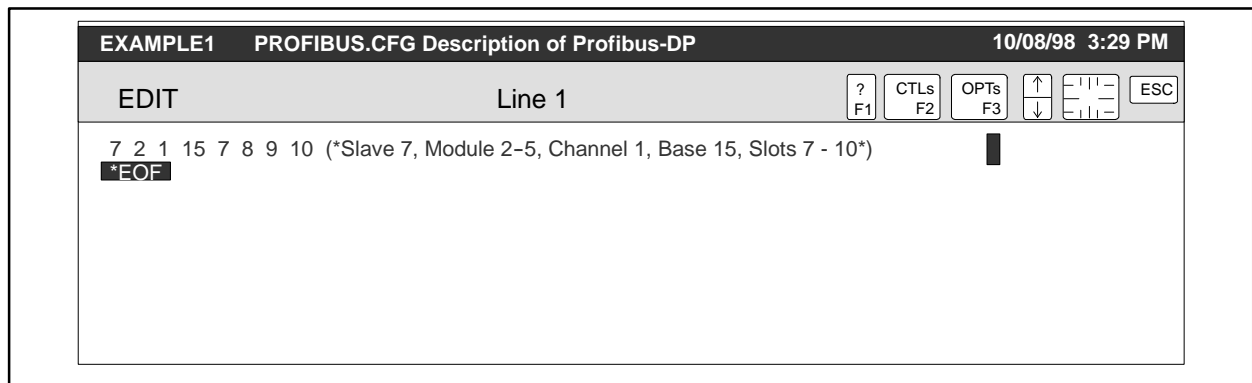 EXAMPLE1 PROFIBUS.CFG Description of Profibus-DP 10/08/98 3:29 PM
EDIT Line 1 ? F1 CTLs F2 OPTs F3 ↑ ↓ ESC
7 2 1 15 7 8 9 10 (*Slave 7, Module 2-5, Channel 1, Base 15, Slots 7 - 10*)
*EOF